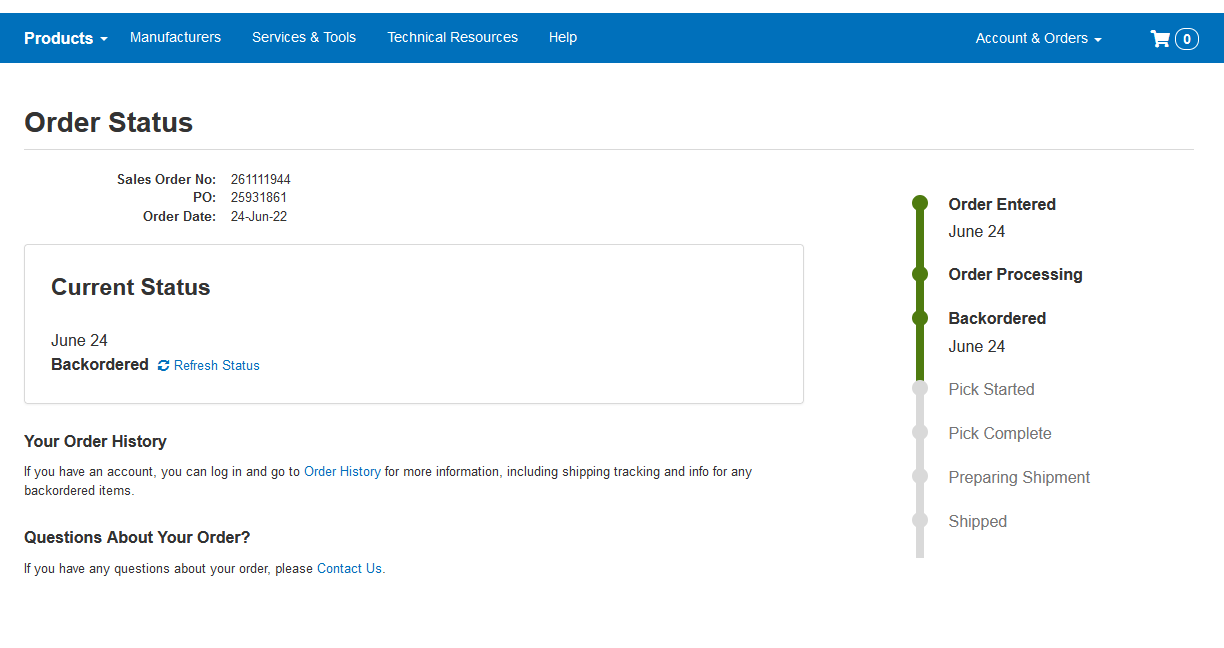 Products Manufacturers Services & Tools Technical Resources Help Account & Orders 0
Order Status
Sales Order No: 261111944
PO: 25931861
Order Date: 24-Jun-22
Current Status
June 24
Backordered Refresh Status
Your Order History
If you have an account, you can log in and go to Order History for more information, including shipping tracking and info for any
backordered items.
Questions About Your Order?
If you have any questions about your order, please Contact Us.
Order Entered
June 24
Order Processing
Backordered
June 24
Pick Started
Pick Complete
Preparing Shipment
Shipped